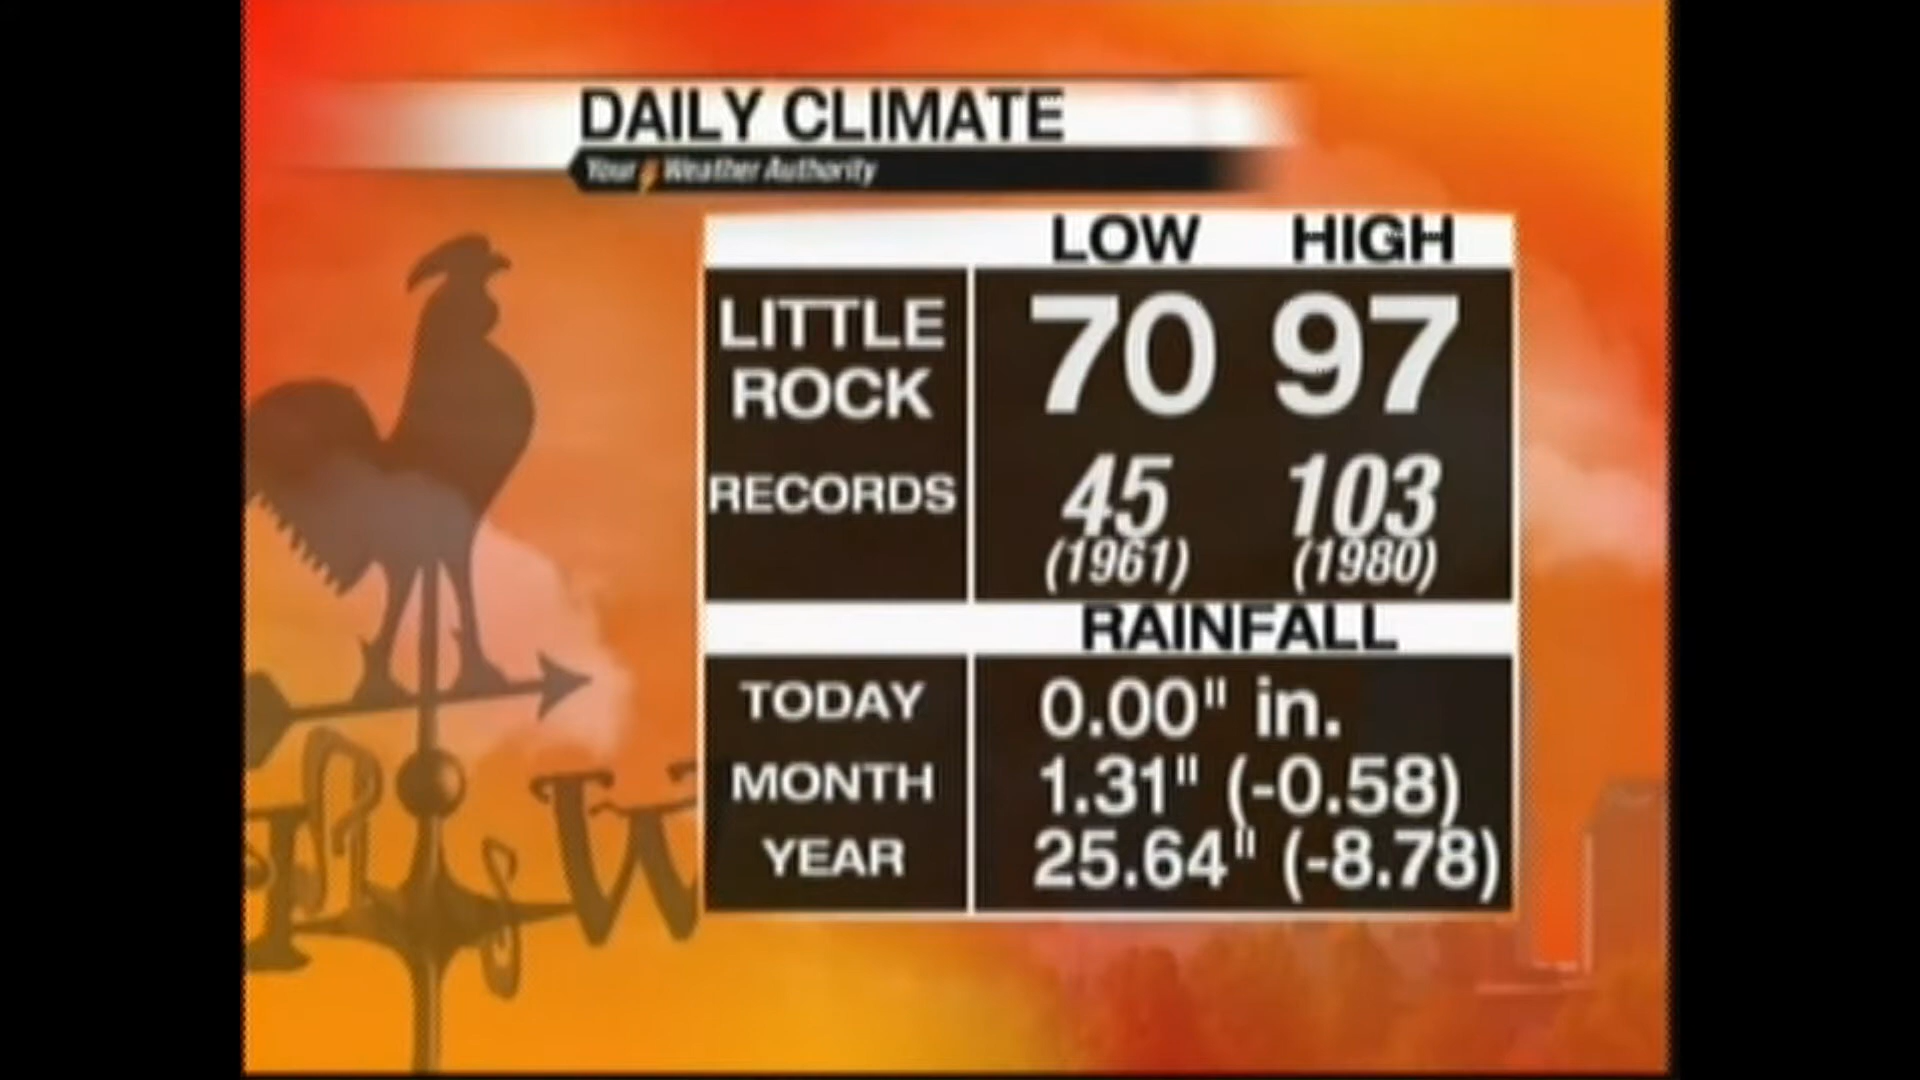 DAILY CLIMATE
Your Weather Authority
LOW HIGH
LITTLE ROCK 70 97
RECORDS 45 103
(1961) (1980)
RAINFALL
TODAY 0.00" in.
MONTH 1.31" (-0.58)
YEAR 25.64" (-8.78)
W